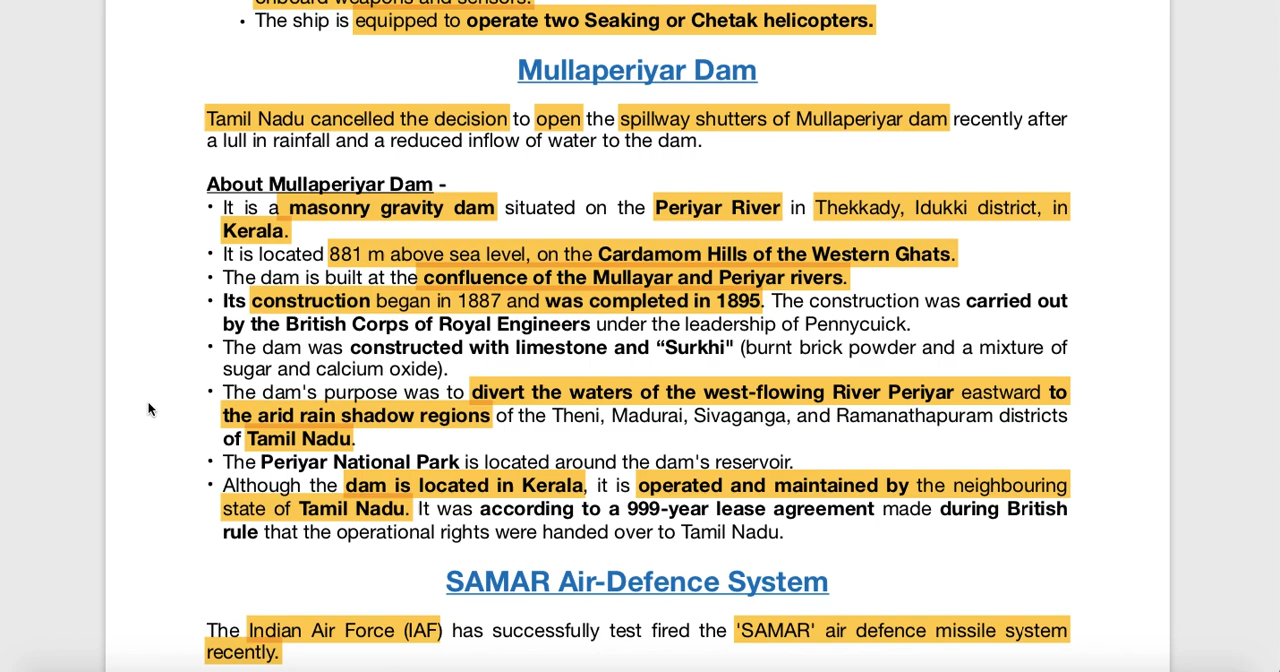 onboard weapons and sensors.
• The ship is equipped to operate two Seaking or Chetak helicopters.
Mullaperiyar Dam
Tamil Nadu cancelled the decision to open the spillway shutters of Mullaperiyar dam recently after
a lull in rainfall and a reduced inflow of water to the dam.
About Mullaperiyar Dam -
• It is a masonry gravity dam situated on the Periyar River in Thekkady, Idukki district, in
Kerala.
• It is located 881 m above sea level, on the Cardamom Hills of the Western Ghats.
• The dam is built at the confluence of the Mullayar and Periyar rivers.
• Its construction began in 1887 and was completed in 1895. The construction was carried out
by the British Corps of Royal Engineers under the leadership of Pennycuick.
• The dam was constructed with limestone and “Surkhi" (burnt brick powder and a mixture of
sugar and calcium oxide).
• The dam's purpose was to divert the waters of the west-flowing River Periyar eastward to
the arid rain shadow regions of the Theni, Madurai, Sivaganga, and Ramanathapuram districts
of Tamil Nadu.
• The Periyar National Park is located around the dam's reservoir.
• Although the dam is located in Kerala, it is operated and maintained by the neighbouring
state of Tamil Nadu. It was according to a 999-year lease agreement made during British
rule that the operational rights were handed over to Tamil Nadu.
SAMAR Air-Defence System
The Indian Air Force (IAF) has successfully test fired the 'SAMAR' air defence missile system
recently.